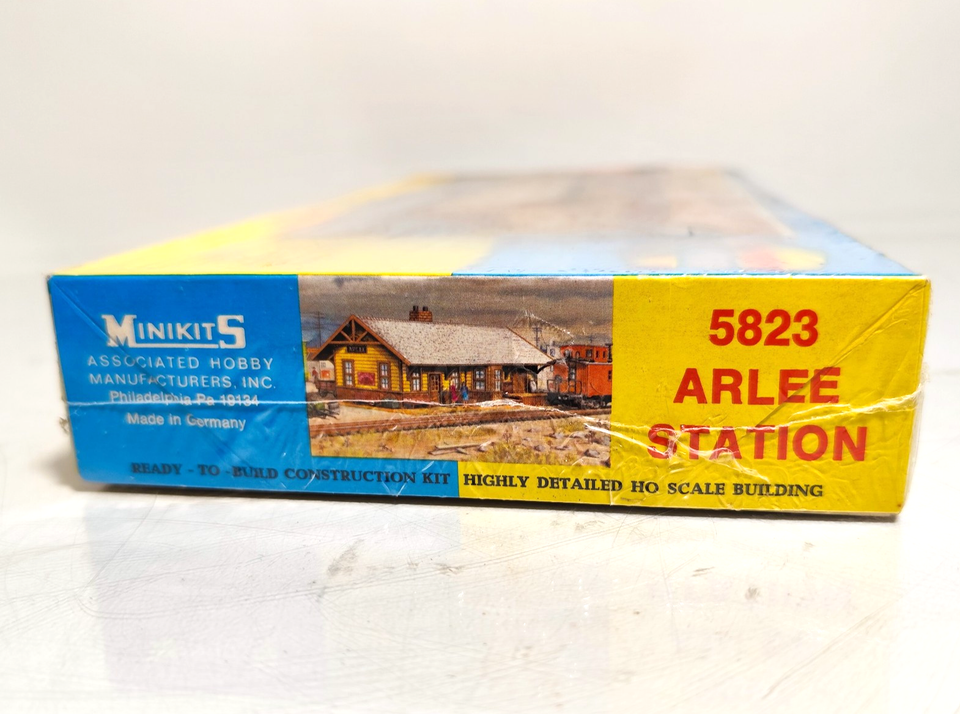 MINIKITS
ASSOCIATED HOBBY
MANUFACTURERS, INC.
Philadelphia Pa 19134
Made in Germany
READY - TO - BUILD CONSTRUCTION KIT
5823
ARLEE
STATION
HIGHLY DETAILED HO SCALE BUILDING